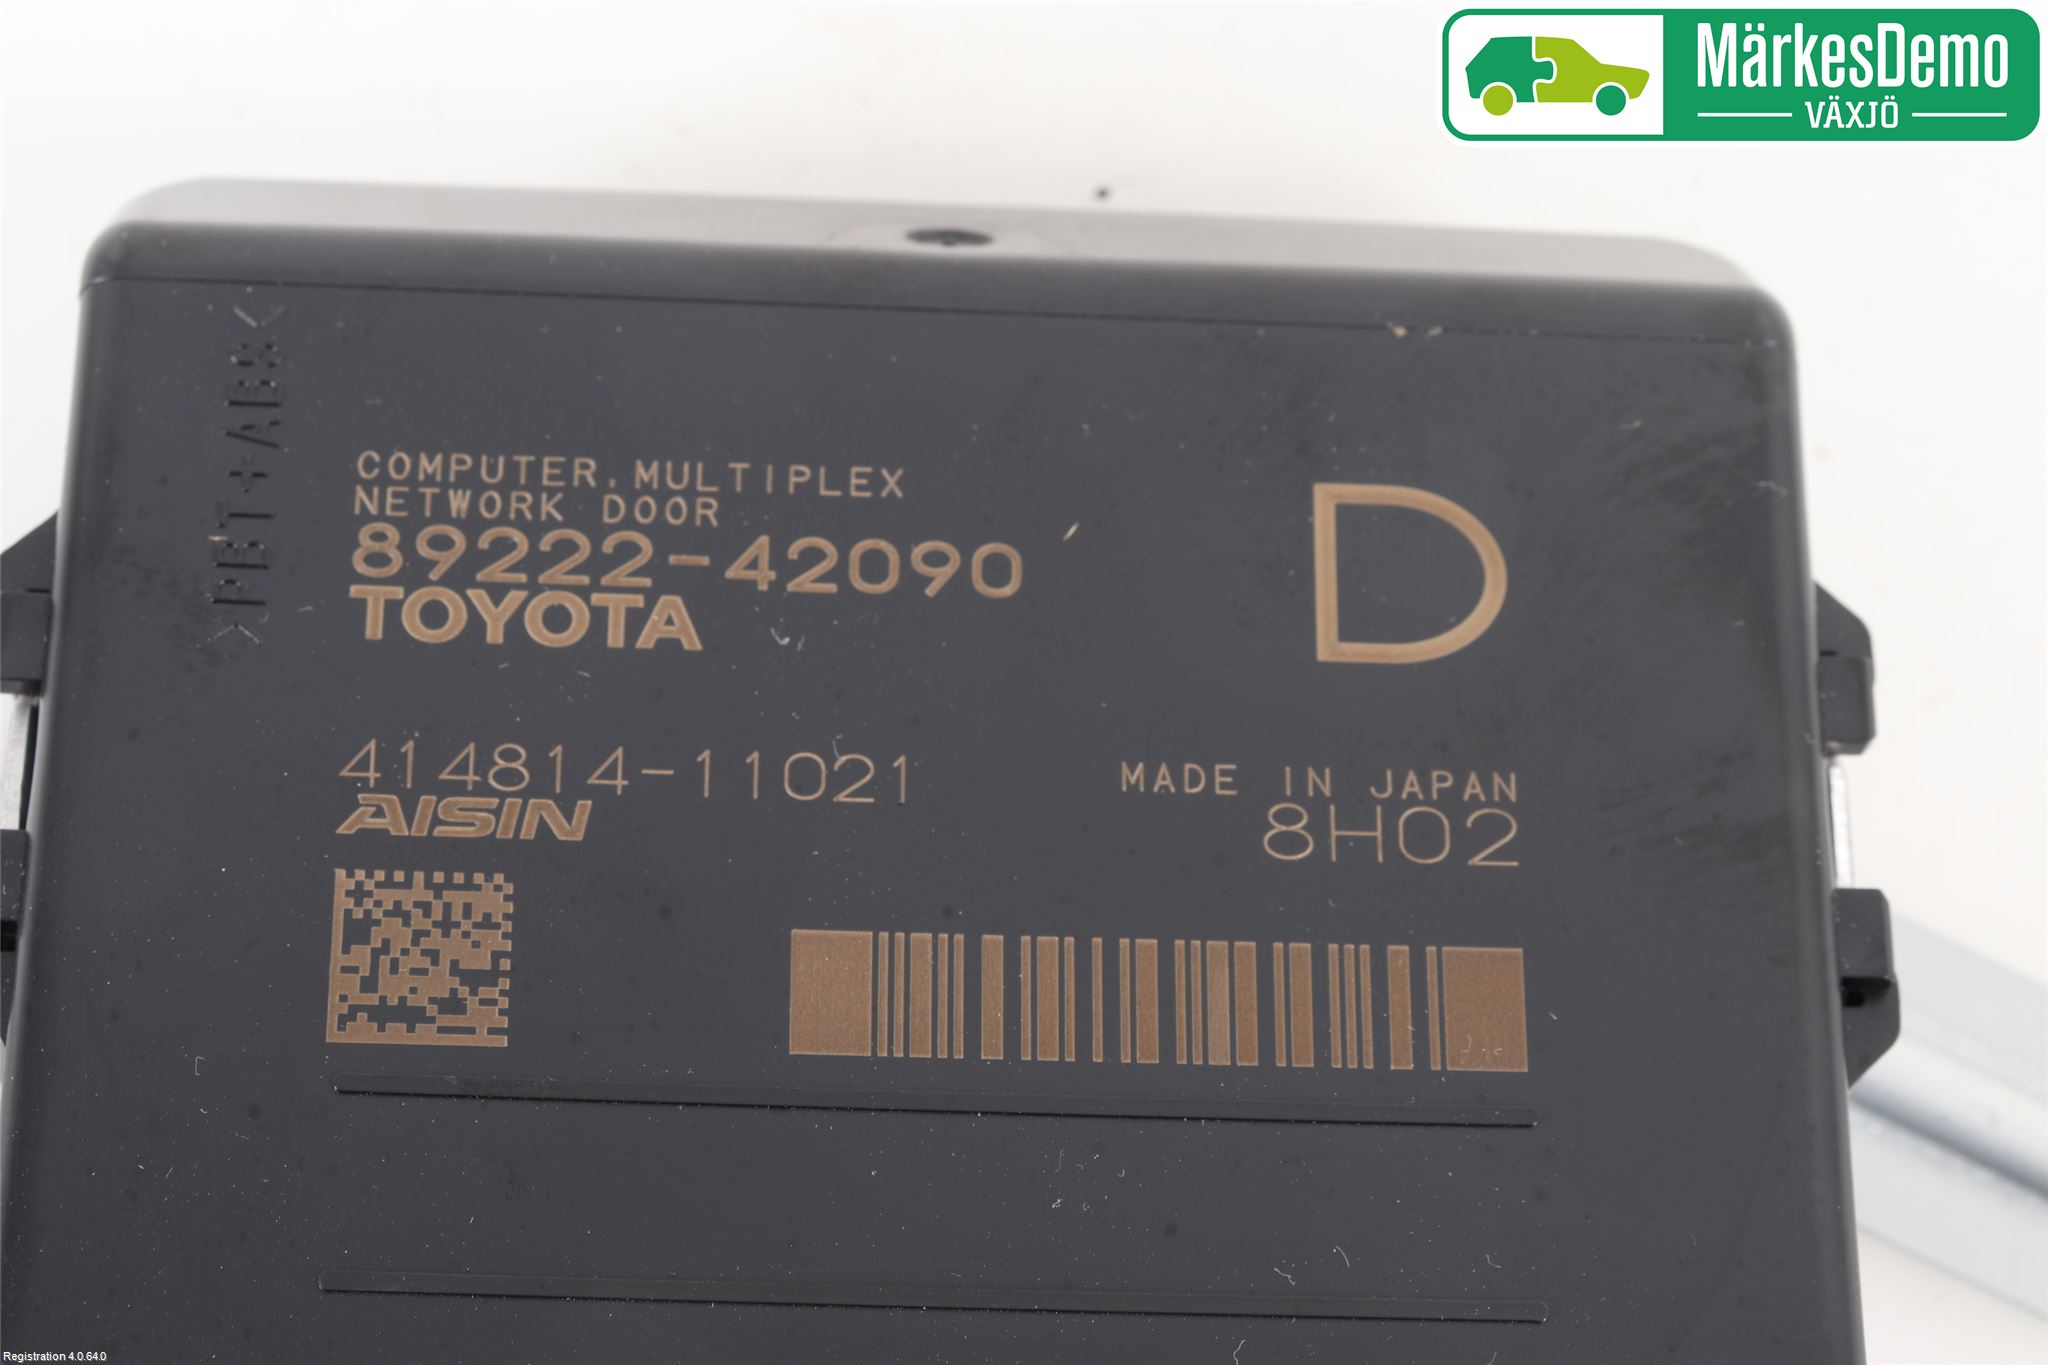 MärkesDemo
VÄXJÖ
>PBT+ABS<
COMPUTER, MULTIPLEX
NETWORK DOOR
89222-42090
TOYOTA
D
414814-11021
AISIN
MADE IN JAPAN
8H02
Registration 4.0.64.0